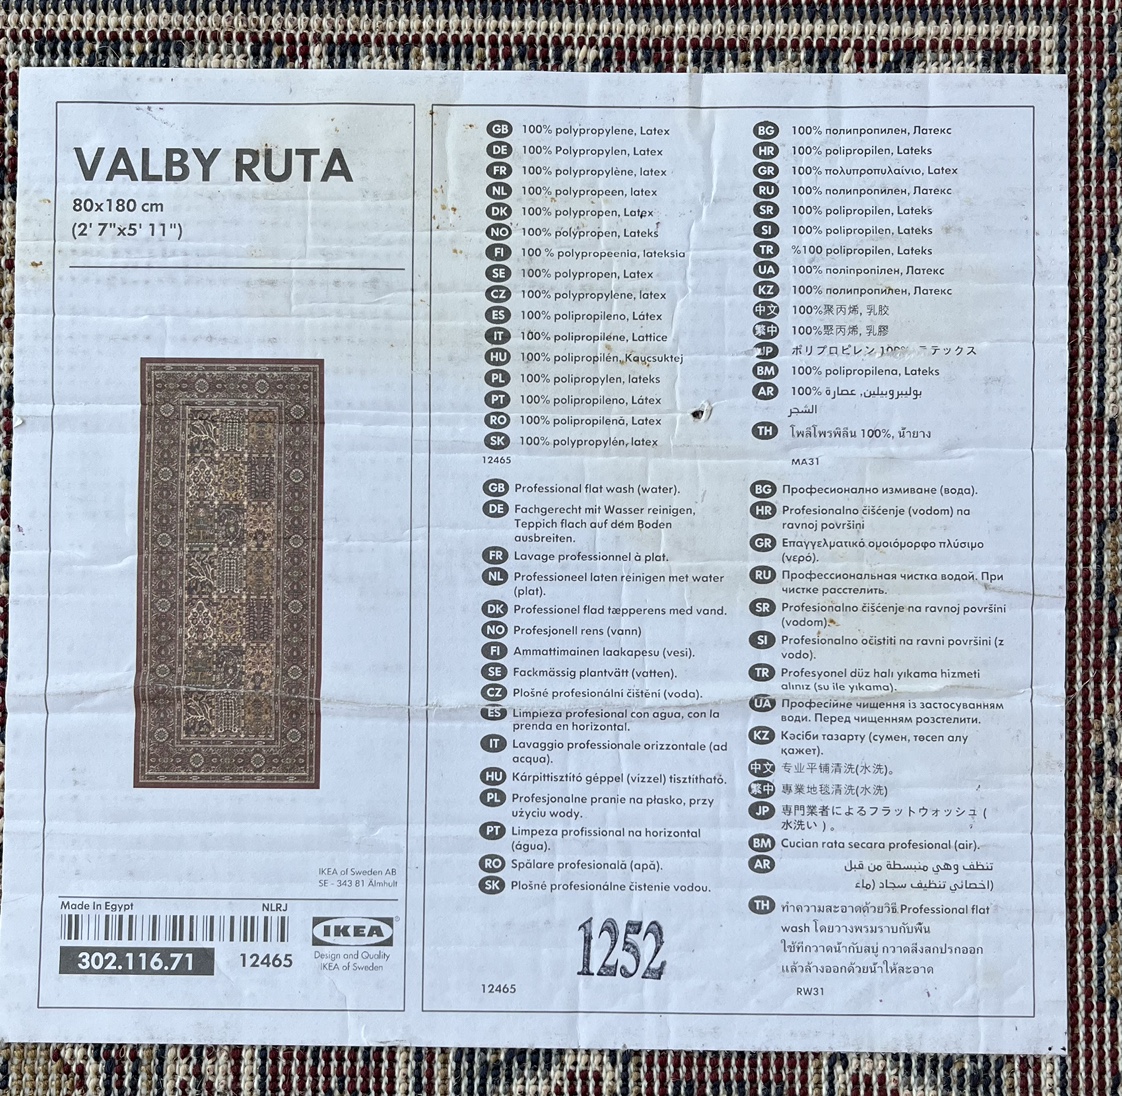 VALBY RUTA
80x180 cm
(2' 7"x5' 11")
IKEA of Sweden AB
SE - 343 81 Älmhult
Made In Egypt NLRJ
302.116.71 12465
IKEA
®
Design and Quality
IKEA of Sweden
GB 100% polypropylene, Latex
DE 100% Polypropylen, Latex
FR 100% polypropylène, latex
NL 100% polypropeen, latex
DK 100% polypropen, Latex
NO 100% polypropen, Lateks
FI 100 % polypropeenia, lateksia
SE 100% polypropen, Latex
CZ 100% polypropylene, latex
ES 100% polipropileno, Látex
IT 100% polipropilene, Lattice
HU 100% polipropilén, Kaucsuktej
PL 100% polipropylen, lateks
PT 100% polipropileno, Látex
RO 100% polipropilenă, Latex
SK 100% polypropylén, latex
12465
BG 100% полипропилен, Латекс
HR 100% polipropilen, Lateks
GR 100% πολυπροπυλαίνιο, Latex
RU 100% полипропилен, Латекс
SR 100% polipropilen, Lateks
SI 100% polipropilen, Lateks
TR %100 polipropilen, Lateks
UA 100% поліпропілен, Латекс
KZ 100% полипропилен, Латекс
中文 100%聚丙烯, 乳胶
繁中 100%聚丙烯, 乳膠
JP ポリプロピレン 100% ラテックス
BM 100% polipropilena, Lateks
AR 100% بوليبروبيلين, عصارة
الشجر
TH โพลีโพรพิลีน 100%, น้ำยาง
MA31
GB Professional flat wash (water).
DE Fachgerecht mit Wasser reinigen,
Teppich flach auf dem Boden
ausbreiten.
FR Lavage professionnel à plat.
NL Professioneel laten reinigen met water
(plat).
DK Professionel flad tæpperens med vand.
NO Profesjonell rens (vann)
FI Ammattimainen laakapesu (vesi).
SE Fackmässig plantvätt (vatten).
CZ Plošné profesionální čištění (voda).
ES Limpieza profesional con agua, con la
prenda en horizontal.
IT Lavaggio professionale orizzontale (ad
acqua).
HU Kárpittisztító géppel (vízzel) tisztítható.
PL Profesjonalne pranie na płasko, przy
użyciu wody.
PT Limpeza profissional na horizontal
(água).
RO Spălare profesională (apă).
SK Plošné profesionálne čistenie vodou.
1252
12465
BG Професионално измиване (вода).
HR Profesionalno čišćenje (vodom) na
ravnoj površini
GR Επαγγελματικό ομοιόμορφο πλύσιμο
(νερό).
RU Профессиональная чистка водой. При
чистке расстелить.
SR Profesionalno čišćenje na ravnoj površini
(vodom).
SI Profesionalno očistiti na ravni površini (z
vodo).
TR Profesyonel düz halı yıkama hizmeti
alınız (su ile yıkama).
UA Професійне чищення із застосуванням
води. Перед чищенням розстелити.
KZ Кәсіби тазарту (сумен, төсеп алу
қажет).
中文 专业平铺清洗(水洗)。
繁中 專業地毯清洗(水洗)
JP 専門業者によるフラットウォッシュ (
水洗い ) 。
BM Cucian rata secara profesional (air).
AR تنظف وهي منبسطة من قبل
اخصائي تنظيف سجاد (ماء)
TH ทำความสะอาดด้วยวิธี Professional flat
wash โดยวางพรมราบกับพื้น
ใช้ที่กวาดน้ำกับสบู่ กวาดสิ่งสกปรกออก
แล้วล้างออกด้วยน้ำให้สะอาด
RW31